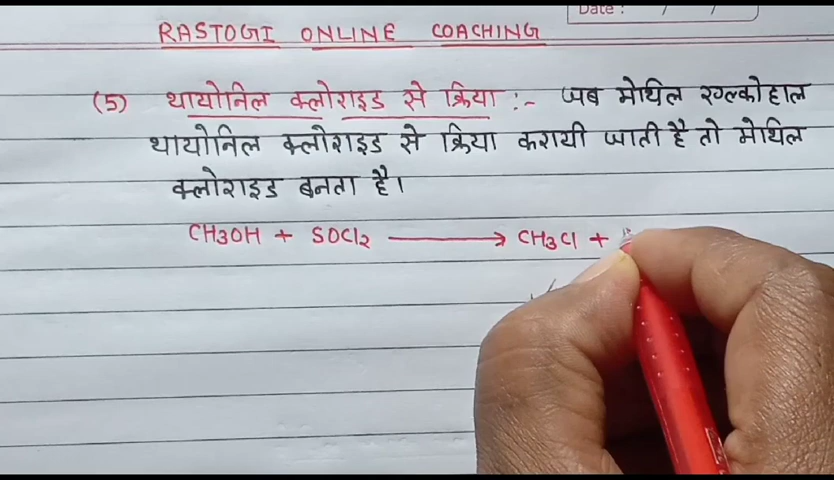 Date : / /
RASTOGI ONLINE COACHING
(5) थायोनिल क्लोराइड से क्रिया :- जब मेथिल एल्कोहाल
थायोनिल क्लोराइड से क्रिया करायी जाती है तो मेथिल
क्लोराइड बनता है।
CH3OH + SOCl2 ⟶ CH3Cl +